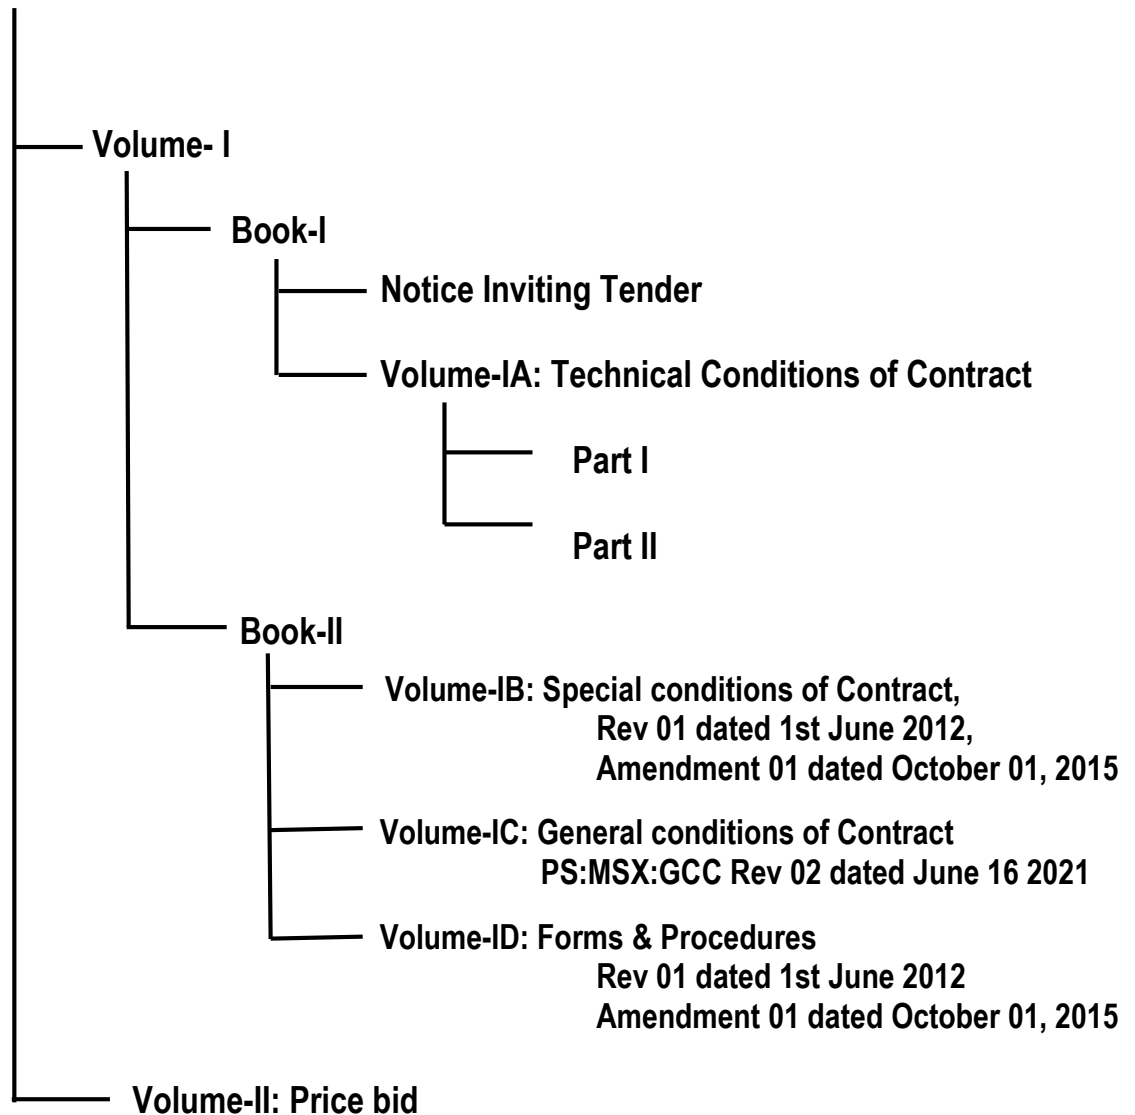 Volume- I
Book-I
Notice Inviting Tender
Volume-IA: Technical Conditions of Contract
Part I
Part II
Book-II
Volume-IB: Special conditions of Contract,
Rev 01 dated 1st June 2012,
Amendment 01 dated October 01, 2015
Volume-IC: General conditions of Contract
PS:MSX:GCC Rev 02 dated June 16 2021
Volume-ID: Forms & Procedures
Rev 01 dated 1st June 2012
Amendment 01 dated October 01, 2015
Volume-II: Price bid